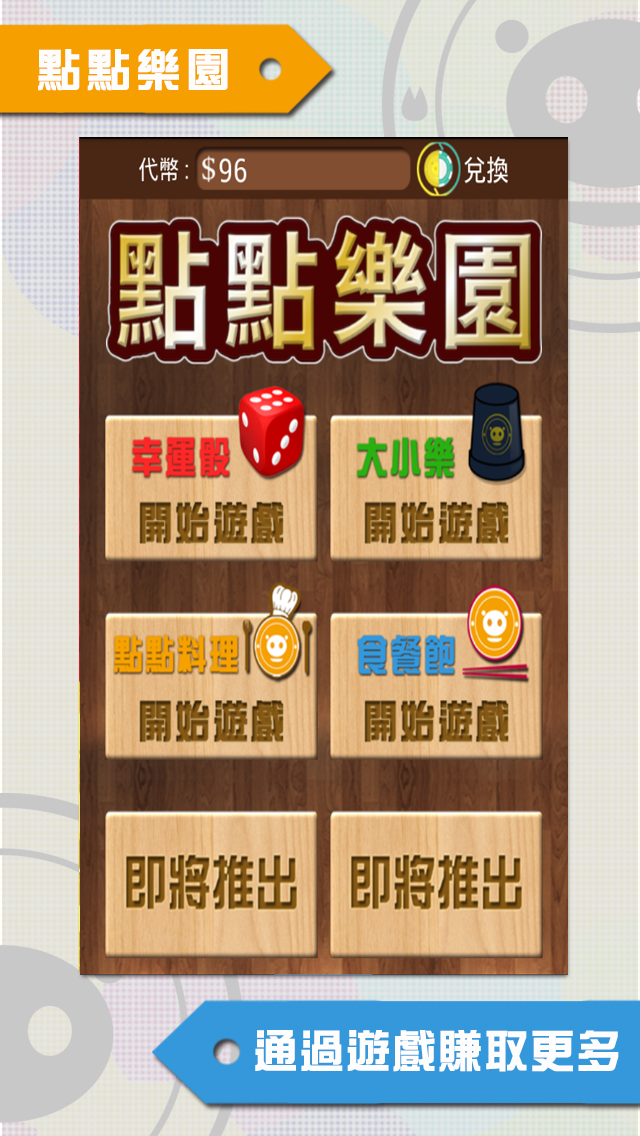 點點樂園
代幣: $96 兌換
點點樂園
幸運骰
開始遊戲
大小樂
開始遊戲
點點料理
開始遊戲
食餐飽
開始遊戲
即將推出
即將推出
通過遊戲賺取更多